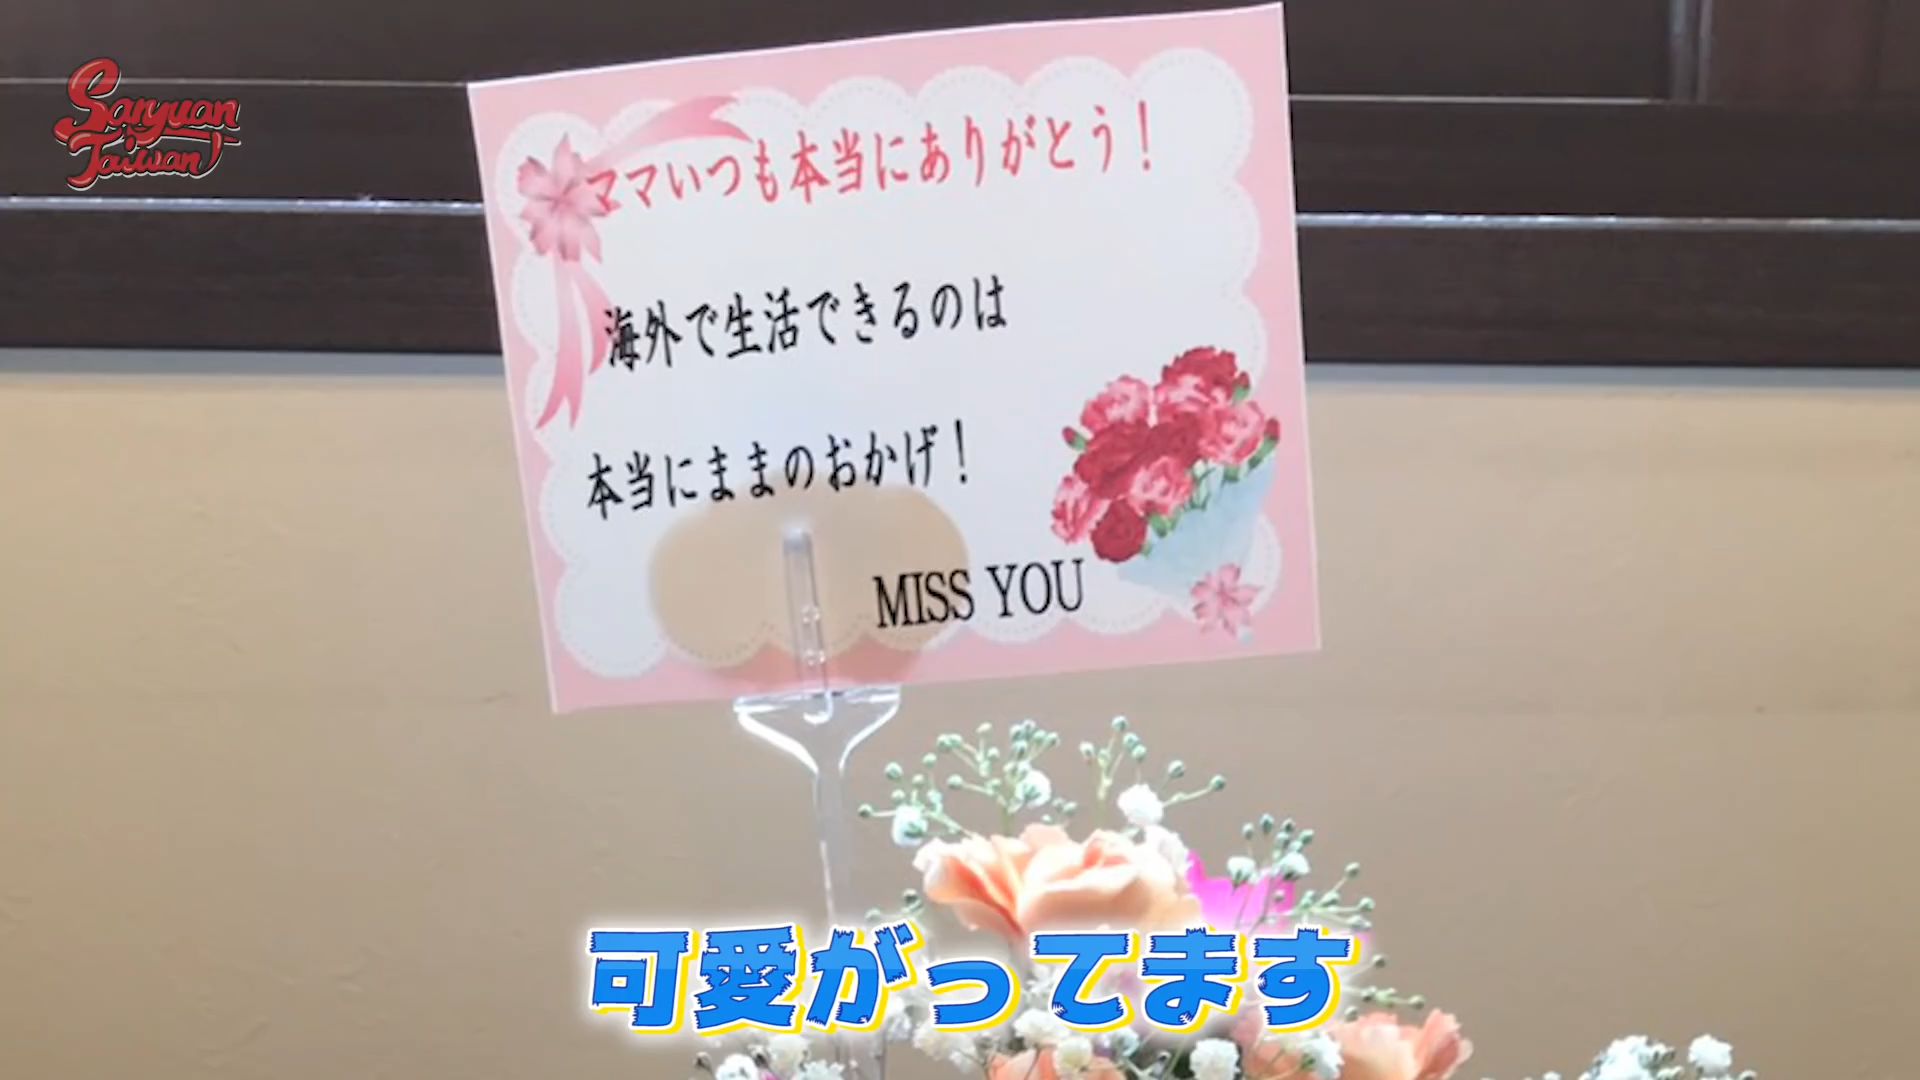 Sanyuan
Taiwan
ママいつも本当にありがとう！
海外で生活できるのは
本当にままのおかげ！
MISS YOU
可愛がってます